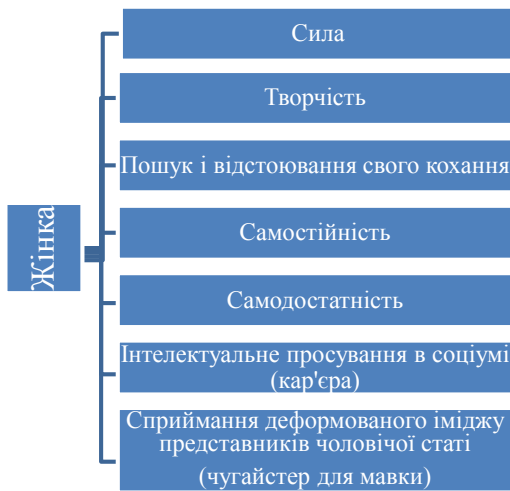 Жінка
Сила
Творчість
Пошук і відстоювання свого кохання
Самостійність
Самодостатність
Інтелектуальне просування в соціумі
(кар'єра)
Сприймання деформованого іміджу
представників чоловічої статі
(чугайстер для мавки)